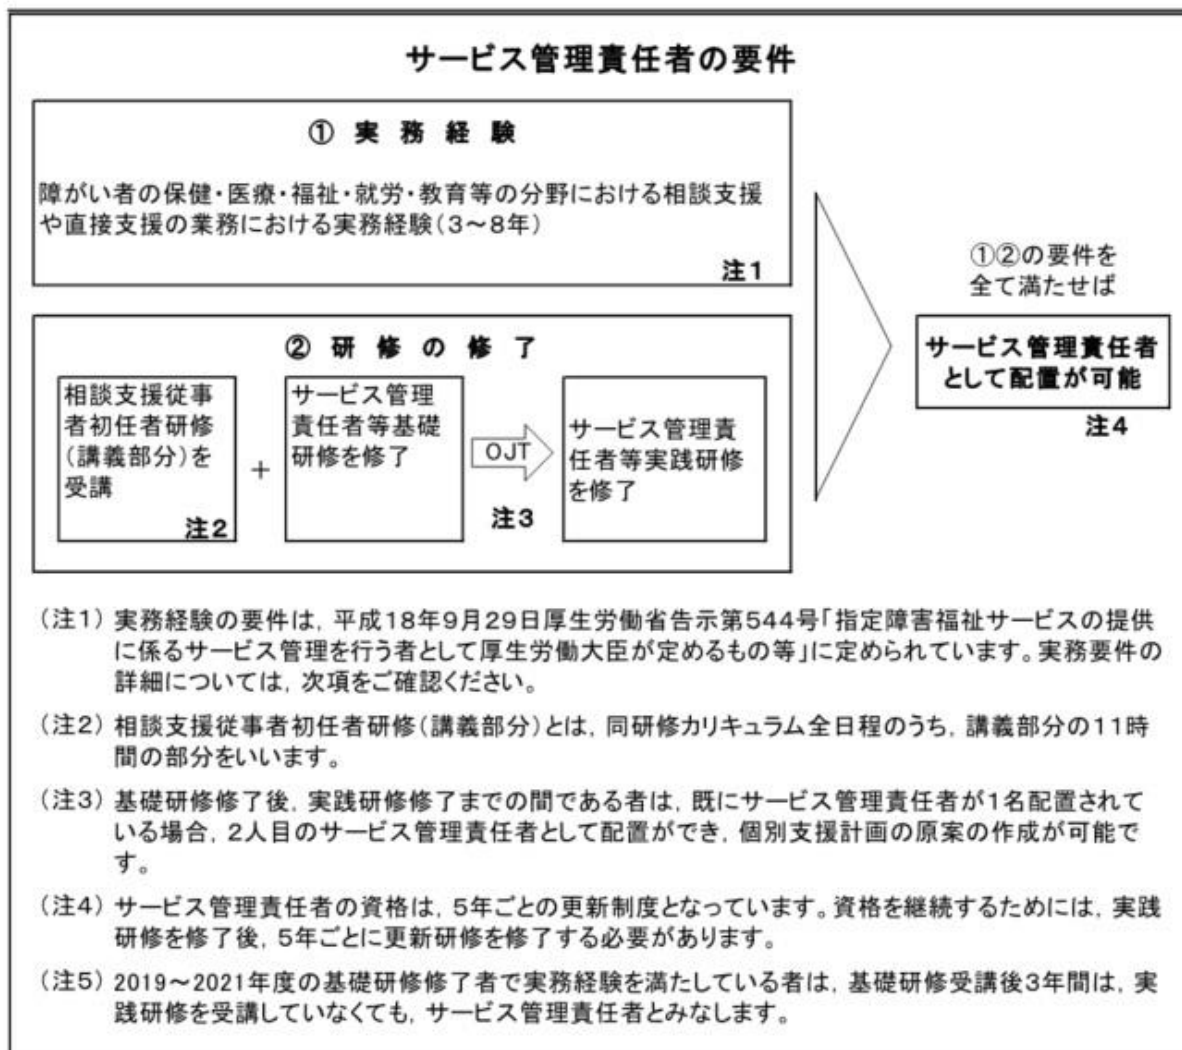 サービス管理責任者の要件
① 実 務 経 験
障がい者の保健・医療・福祉・就労・教育等の分野における相談支援
や直接支援の業務における実務経験(3～8年)
注1
② 研 修 の 修 了
相談支援従事
者初任者研修
(講義部分)を
受講
注2
+
サービス管理
責任者等基礎
研修を修了
OJT
注3
サービス管理責
任者等実践研修
を修了
①②の要件を
全て満たせば
サービス管理責任者
として配置が可能
注4
(注1) 実務経験の要件は, 平成18年9月29日厚生労働省告示第544号「指定障害福祉サービスの提供
に係るサービス管理を行う者として厚生労働大臣が定めるもの等」に定められています。実務要件の
詳細については, 次項をご確認ください。
(注2) 相談支援従事者初任者研修(講義部分)とは, 同研修カリキュラム全日程のうち, 講義部分の11時
間の部分をいいます。
(注3) 基礎研修修了後, 実践研修修了までの間である者は, 既にサービス管理責任者が1名配置されて
いる場合, 2人目のサービス管理責任者として配置ができ, 個別支援計画の原案の作成が可能で
す。
(注4) サービス管理責任者の資格は, 5年ごとの更新制度となっています。資格を継続するためには, 実践
研修を修了後, 5年ごとに更新研修を修了する必要があります。
(注5) 2019～2021年度の基礎研修修了者で実務経験を満たしている者は, 基礎研修受講後3年間は, 実
践研修を受講していなくても, サービス管理責任者とみなします。